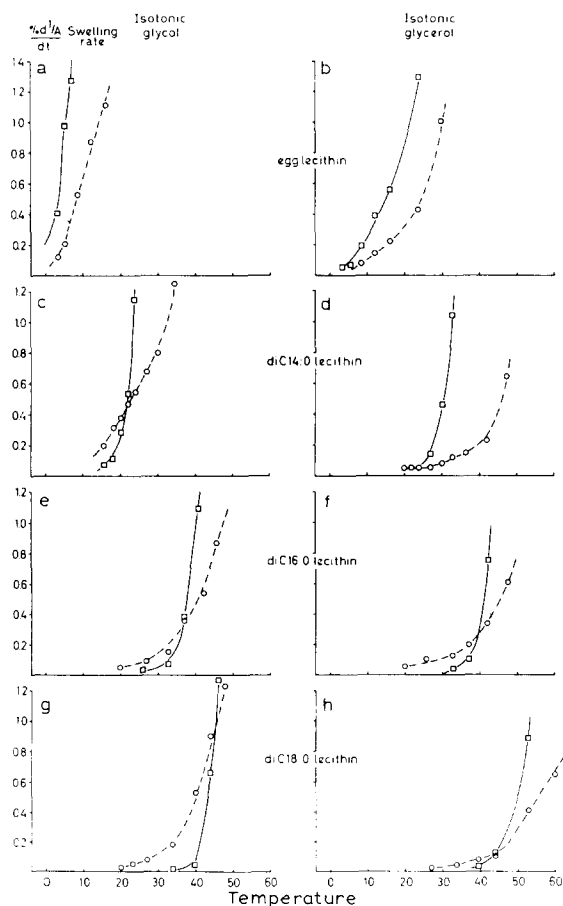 %d 1/A / dt Swelling rate Isotonic glycol Isotonic glycerol
a b
1.4
1.2
1.0
0.8
0.6
0.4
0.2
egg lecithin
c d
1.2
1.0
0.8
0.6
0.4
0.2
diC14:0 lecithin
e f
1.2
1.0
0.8
0.6
0.4
0.2
diC16:0 lecithin
g h
1.2
1.0
0.8
0.6
0.4
0.2
diC18:0 lecithin
0 10 20 30 40 50 60 0 10 20 30 40 50 60
Temperature